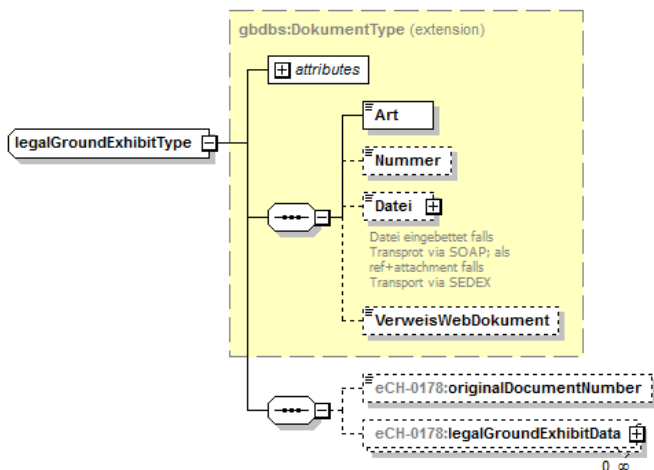 gbdbs:DokumentType (extension)
attributes
legalGroundExhibitType
Art
Nummer
Datei
Datei eingebettet falls
Transprot via SOAP; als
ref+attachment falls
Transport via SEDEX
VerweisWebDokument
eCH-0178:originalDocumentNumber
eCH-0178:legalGroundExhibitData
0..∞